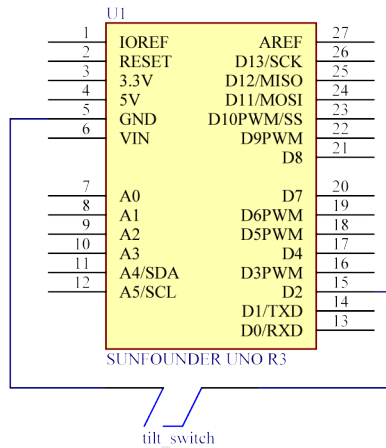 U1
1 IOREF AREF 27
2 RESET D13/SCK 26
3 3.3V D12/MISO 25
4 5V D11/MOSI 24
5 GND D10PWM/SS 23
6 VIN D9PWM 22
D8 21
7 A0 D7 20
8 A1 D6PWM 19
9 A2 D5PWM 18
10 A3 D4 17
11 A4/SDA D3PWM 16
12 A5/SCL D2 15
D1/TXD 14
D0/RXD 13
SUNFOUNDER UNO R3
tilt_switch